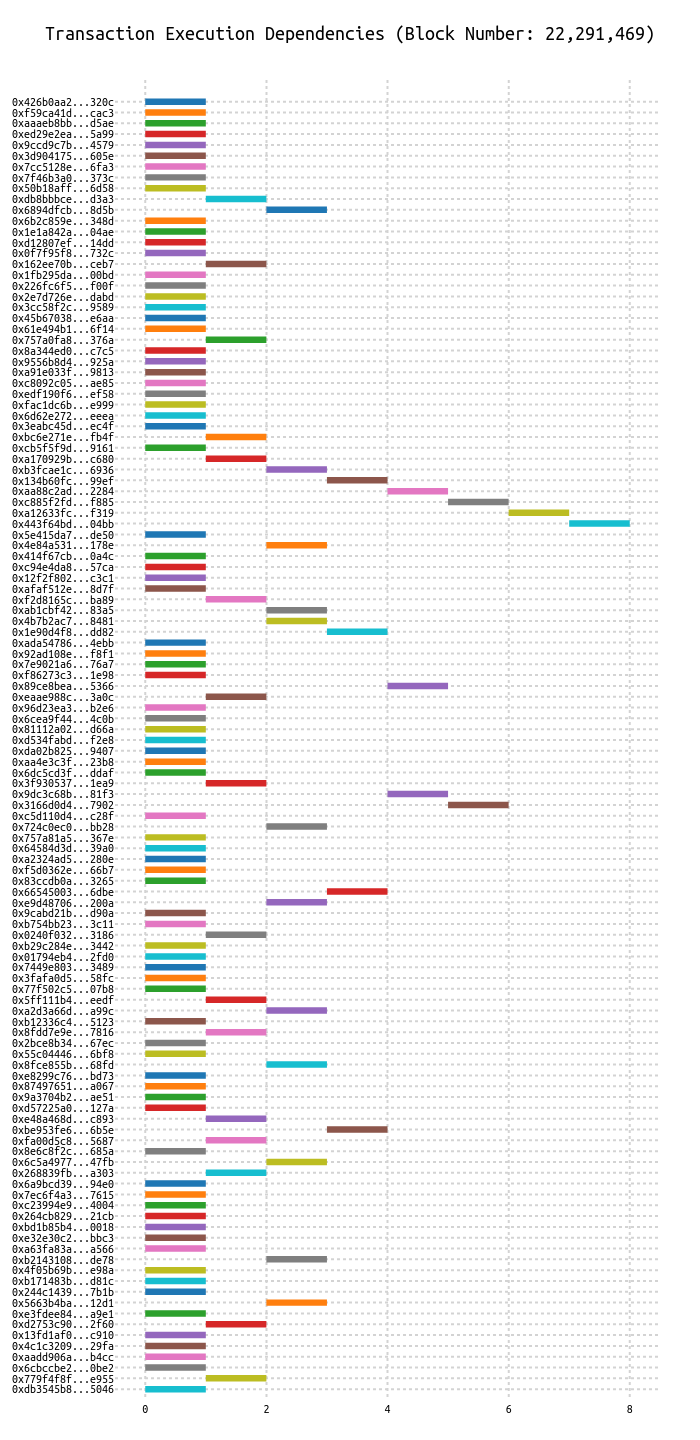 Transaction Execution Dependencies (Block Number: 22,291,469)
0x426b0aa2...320c
0xf59ca41d...cac3
0xaaaeb8bb...d5ae
0xed29e2ea...5a99
0x9ccd9c7b...4579
0x3d904175...605e
0x7cc5128e...6fa3
0x7f46b3a0...373c
0x50b18aff...6d58
0xdb8bbbce...d3a3
0x6894dfcb...8d5b
0x6b2c859e...348d
0x1e1a842a...04ae
0xd12807ef...14dd
0x0f7f95f8...732c
0x162ee70b...ceb7
0x1fb295da...00bd
0x226fc6f5...f00f
0x2e7d726e...dabd
0x3cc58f2c...9589
0x45b67038...e6aa
0x61e494b1...6f14
0x757a0fa8...376a
0x8a344ed0...c7c5
0x9556b8d4...925a
0xa91e033f...9813
0xc8092c05...ae85
0xedf190f6...ef58
0xfac1dc6b...e999
0x6d62e272...eeea
0x3eabc45d...ec4f
0xbc6e271e...fb4f
0xcb5f5f9d...9161
0xa170929b...c680
0xb3fcae1c...6936
0x134b60fc...99ef
0xaa88c2ad...2284
0xc885f2fd...f885
0xa12633fc...f319
0x443f64bd...04bb
0x5e415da7...de50
0x4e84a531...178e
0x414f67cb...0a4c
0xc94e4da8...57ca
0x12f2f802...c3c1
0xafaf512e...8d7f
0xf2d8165c...ba89
0xab1cbf42...83a5
0x4b7b2ac7...8481
0x1e90d4f8...dd82
0xada54786...4ebb
0x92ad108e...f8f1
0x7e9021a6...76a7
0xf86273c3...1e98
0x89ce8bea...5366
0xeaae988c...3a0c
0x96d23ea3...b2e6
0x6cea9f44...4c0b
0x81112a02...d66a
0xd534fabd...f2e8
0xda02b825...9407
0xaa4e3c3f...23b8
0x6dc5cd3f...ddaf
0x3f930537...1ea9
0x9dc3c68b...81f3
0x3166d0d4...7902
0xc5d110d4...c28f
0x724c0ec0...bb28
0x757a81a5...367e
0x64584d3d...39a0
0xa2324ad5...280e
0xf5d0362e...66b7
0x83ccdb0a...3265
0x66545003...6dbe
0xe9d48706...200a
0x9cabd21b...d90a
0xb754bb23...3c11
0x0240f032...3186
0xb29c284e...3442
0x01794eb4...2fd0
0x7449e803...3489
0x3fafa0d5...58fc
0x77f502c5...07b8
0x5ff111b4...eedf
0xa2d3a66d...a99c
0xb12336c4...5123
0x8fdd7e9e...7816
0x2bce8b34...67ec
0x55c04446...6bf8
0x8fce855b...68fd
0xe8299c76...bd73
0x87497651...a067
0x9a3704b2...ae51
0xd57225a0...127a
0xe48a468d...c893
0xbe953fe6...6b5e
0xfa00d5c8...5687
0x8e6c8f2c...685a
0x6c5a4977...47fb
0x268839fb...a303
0x6a9bcd39...94e0
0x7ec6f4a3...7615
0xc23994e9...4004
0x264cb829...21cb
0xbd1b85b4...0018
0xe32e30c2...bbc3
0xa63fa83a...a566
0xb2143108...de78
0x4f05b69b...e98a
0xb171483b...d81c
0x244c1439...7b1b
0x5663b4ba...12d1
0xe3fdee84...a9e1
0xd2753c90...2f60
0x13fd1af0...c910
0x4c1c3209...29fa
0xaadd906a...b4cc
0x6cbccbe2...0be2
0x779f4f8f...e955
0xdb3545b8...5046
0 2 4 6 8